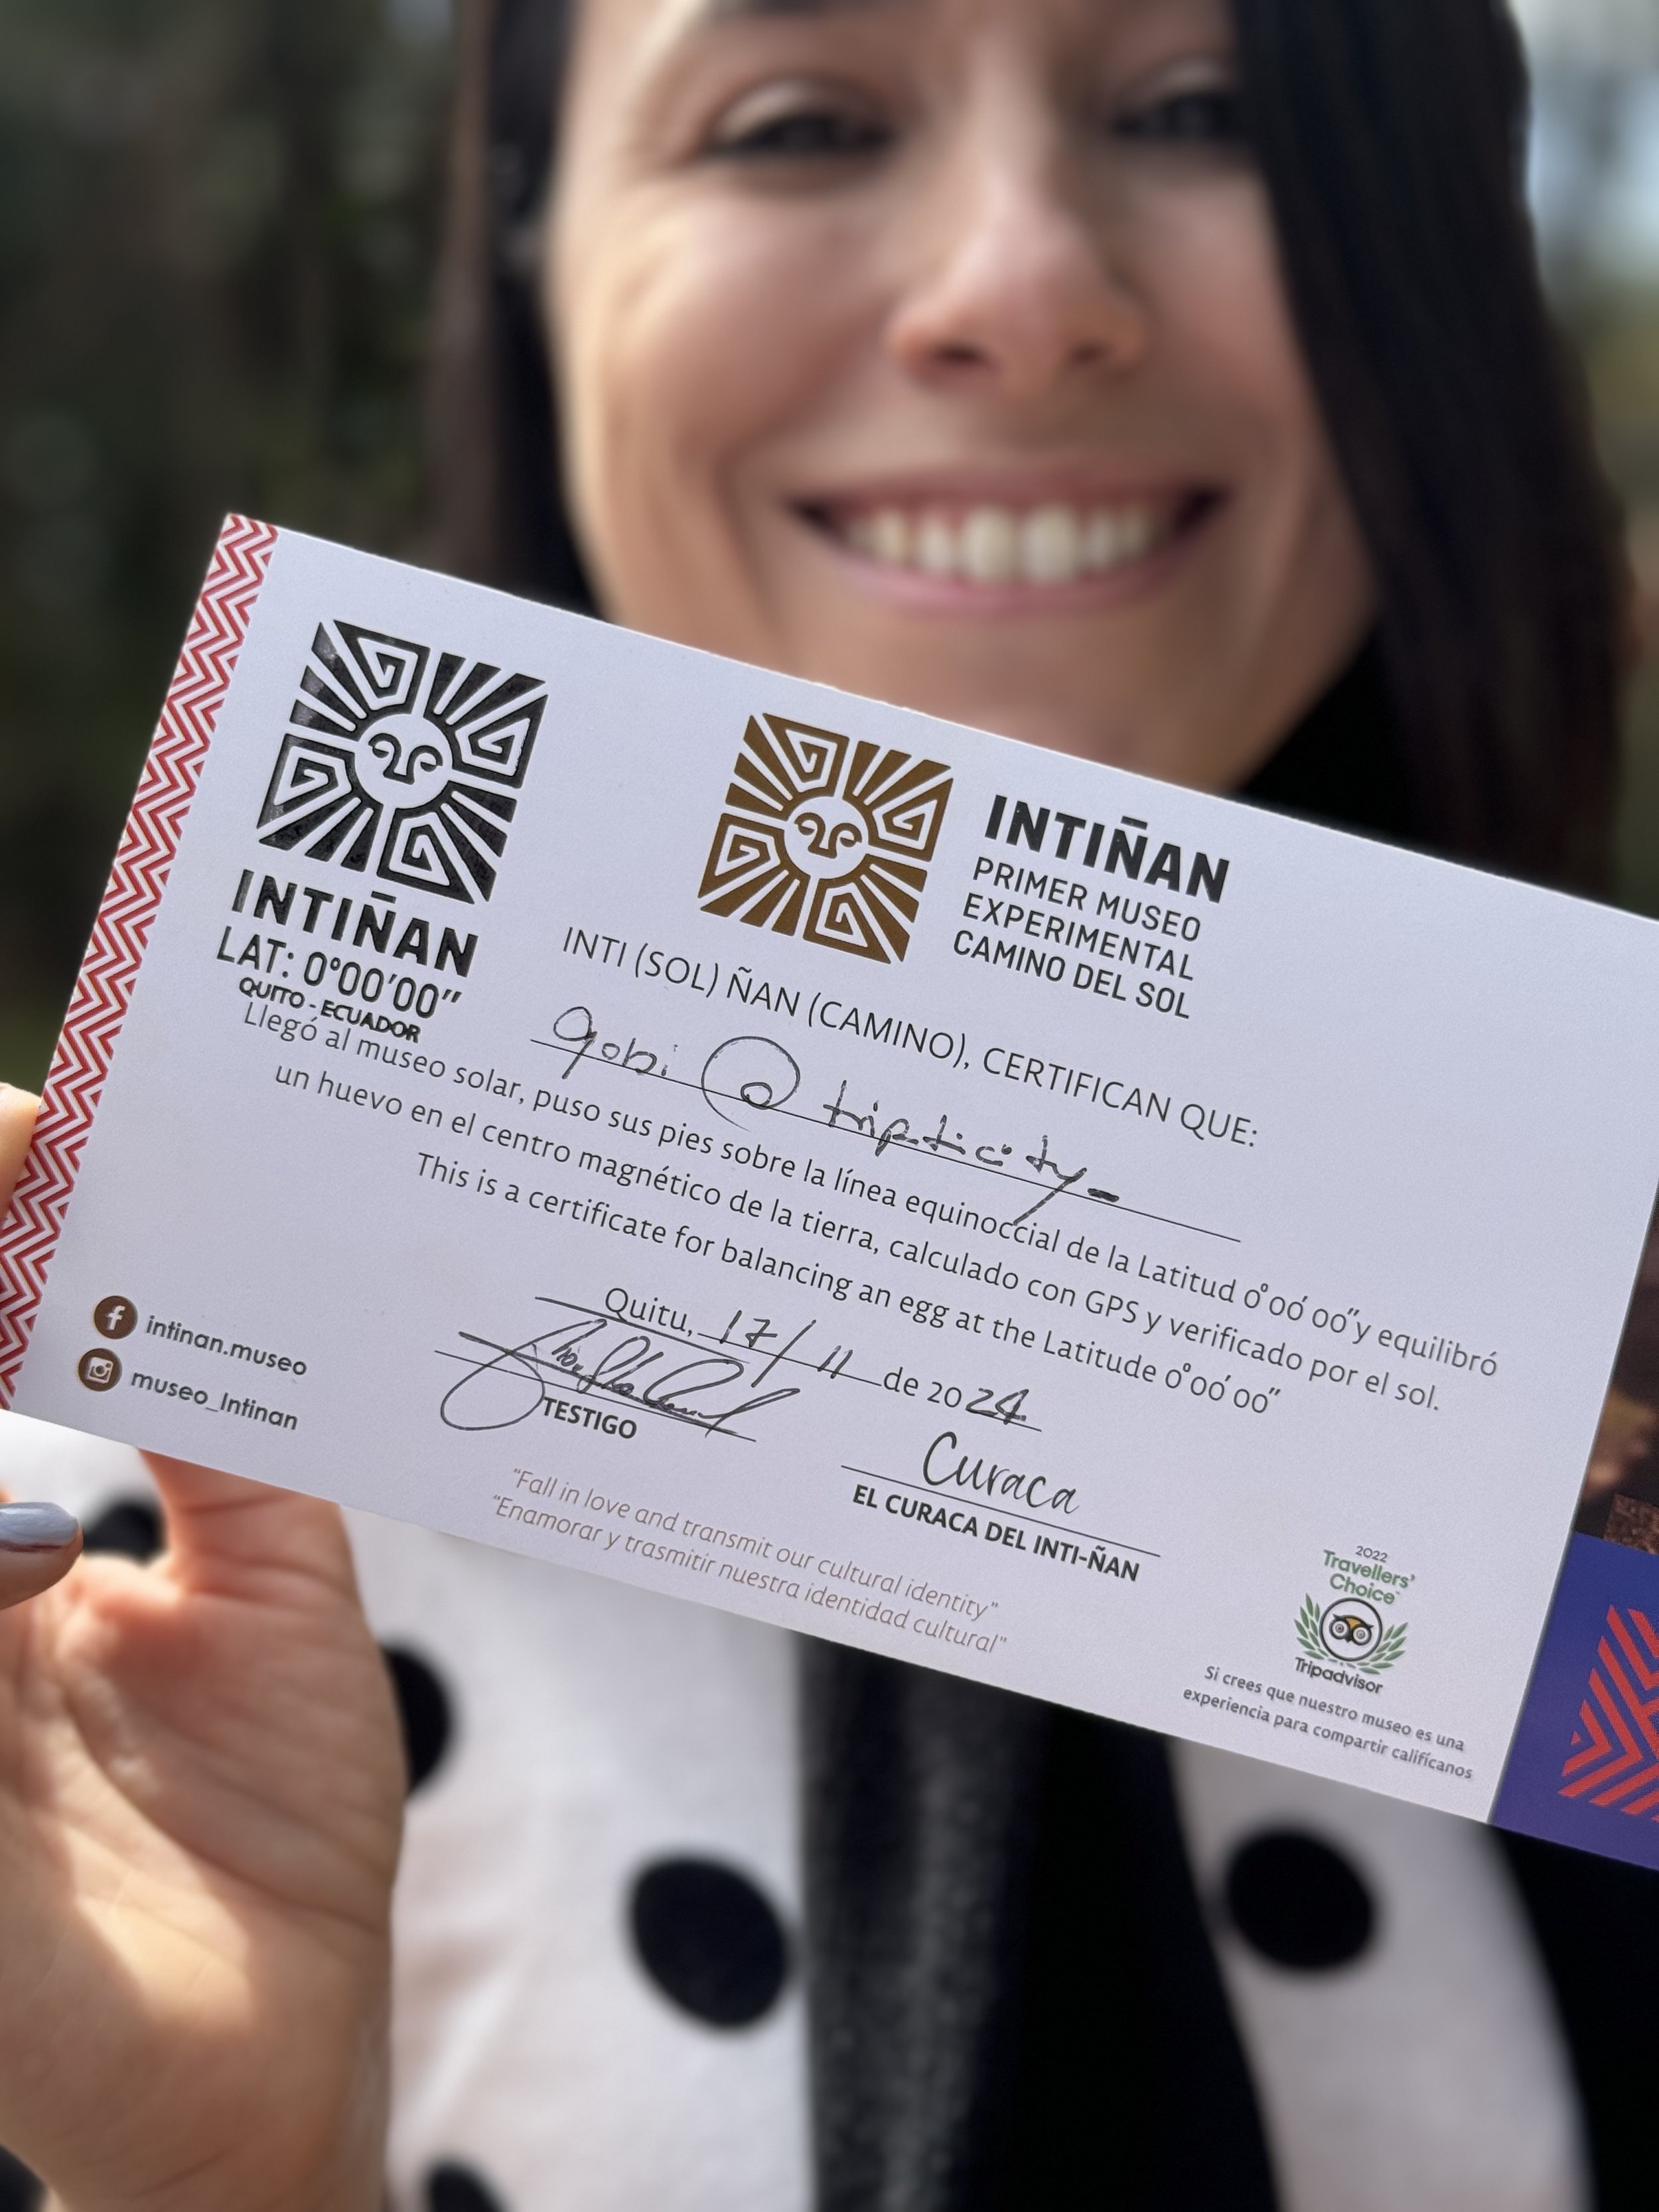 INTIÑAN
LAT: 0°00'00"
QUITO - ECUADOR
INTIÑAN
PRIMER MUSEO
EXPERIMENTAL
CAMINO DEL SOL
INTI (SOL) ÑAN (CAMINO), CERTIFICAN QUE:
gabi @ tripticity-
Llegó al museo solar, puso sus pies sobre la línea equinoccial de la Latitud 0°00'00" y equilibró
un huevo en el centro magnético de la tierra, calculado con GPS y verificado por el sol.
This is a certificate for balancing an egg at the Latitude 0°00'00"
Quitu, 17/11 de 2024
TESTIGO
Curaca
EL CURACA DEL INTI-ÑAN
intinan.museo
museo_Intinan
"Fall in love and transmit our cultural identity"
"Enamorar y trasmitir nuestra identidad cultural"
2022
Travellers'
Choice
Tripadvisor
Si crees que nuestro museo es una
experiencia para compartir califícanos